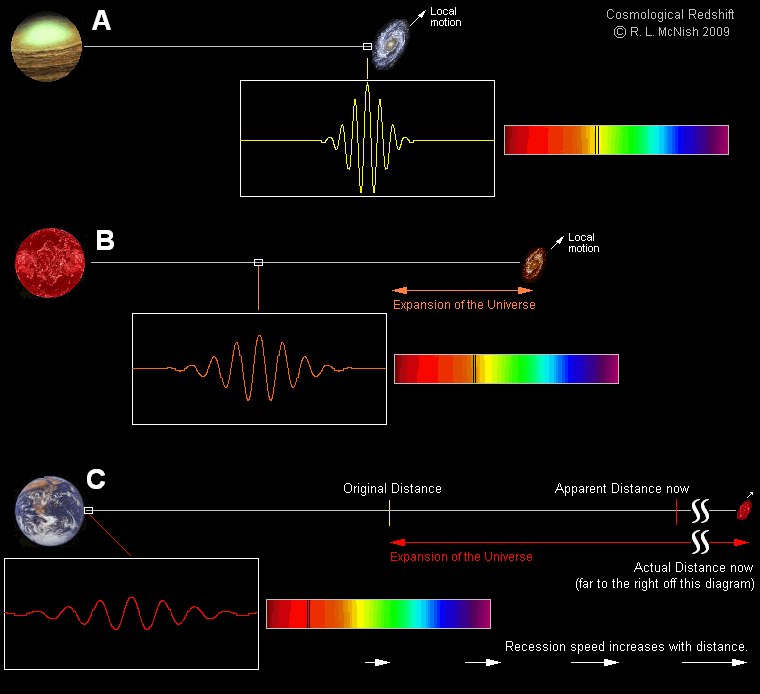 A
Local
motion
Cosmological Redshift
© R. L. McNish 2009
B
Local
motion
Expansion of the Universe
C
Original Distance
Apparent Distance now
Expansion of the Universe
Actual Distance now
(far to the right off this diagram)
Recession speed increases with distance.